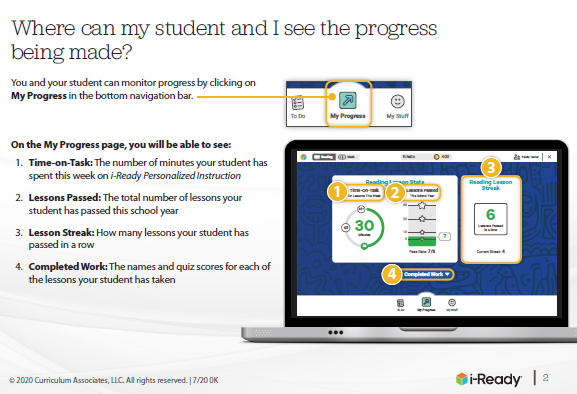 Where can my student and I see the progress
being made?
You and your student can monitor progress by clicking on
My Progress in the bottom navigation bar.
To Do
My Progress
My Stuff
On the My Progress page, you will be able to see:
1. Time-on-Task: The number of minutes your student has
spent this week on i-Ready Personalized Instruction
2. Lessons Passed: The total number of lessons your
student has passed this school year
3. Lesson Streak: How many lessons your student has
passed in a row
4. Completed Work: The names and quiz scores for each of
the lessons your student has taken
Reading
Math
1
2
3
Reading Lesson Stats
Time-on-Task
Lessons Passed
Reading Lesson
Streak
30
Minutes
7
6
Lessons Passed
in a Row
Current Streak: 4
4
Completed Work
To Do
My Progress
My Stuff
© 2020 Curriculum Associates, LLC. All rights reserved. | 7/20 0K
i-Ready
2